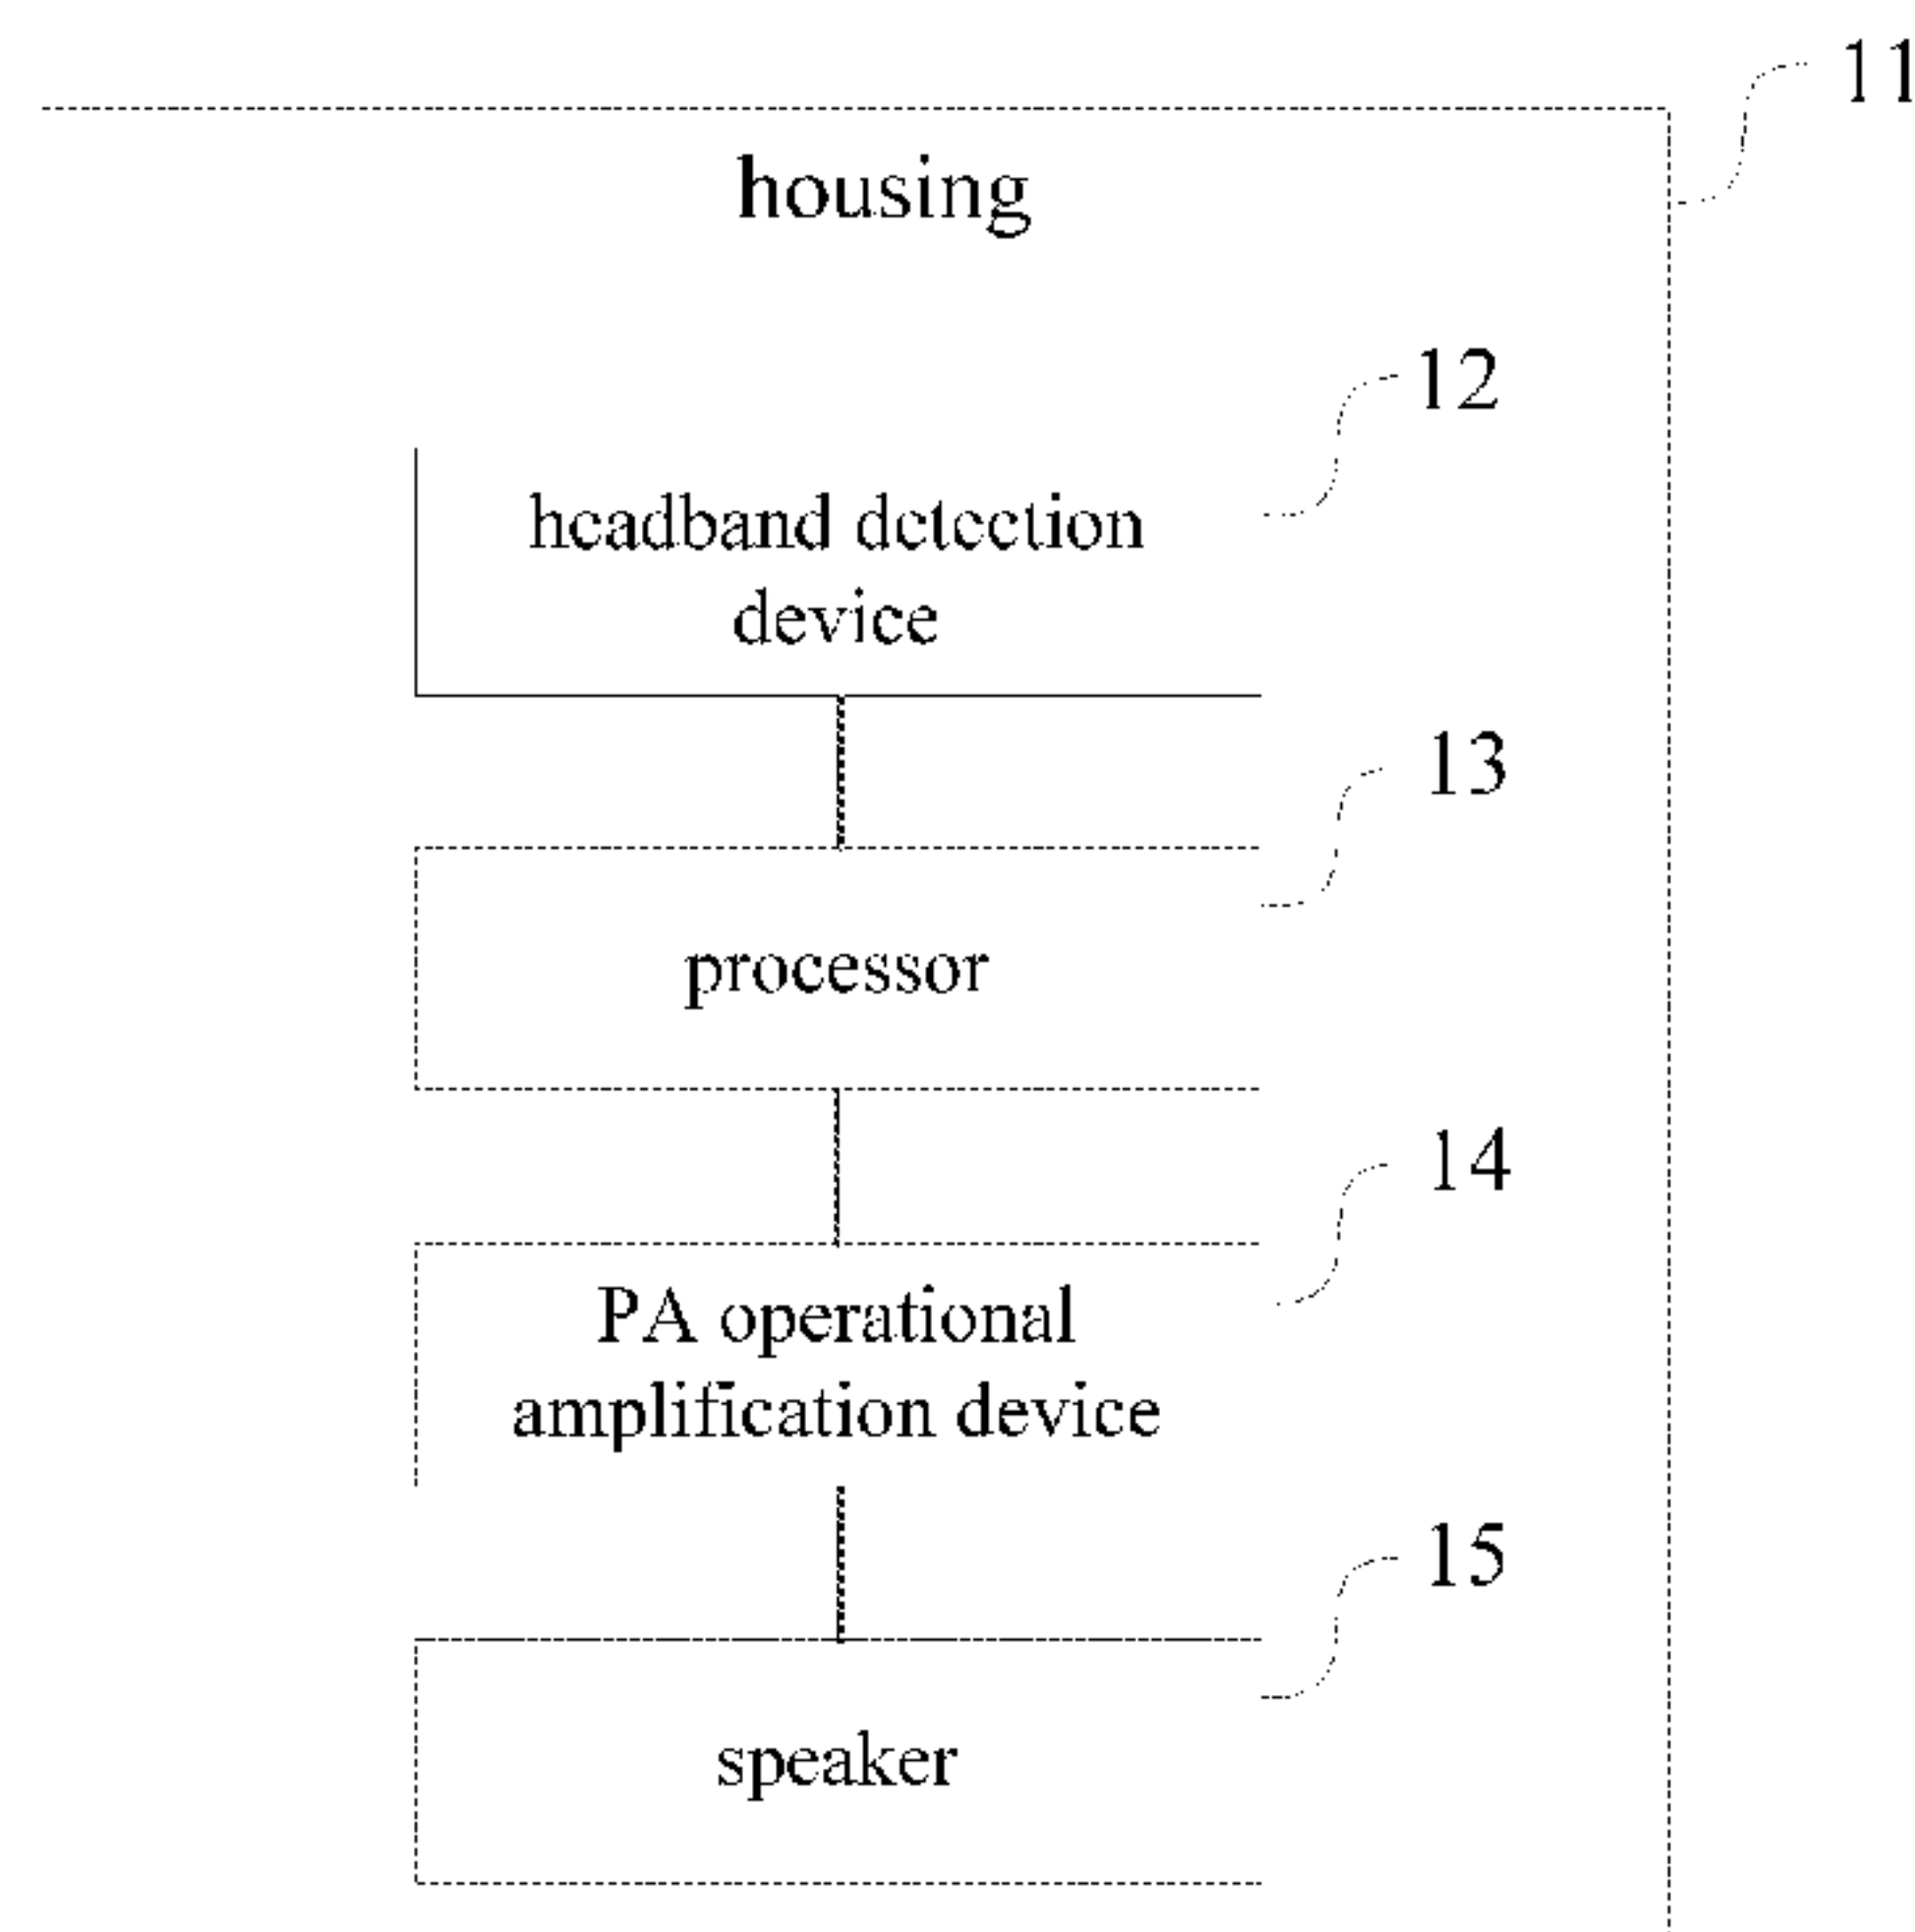 11
housing
12
headband detection
device
13
processor
14
PA operational
amplification device
15
speaker